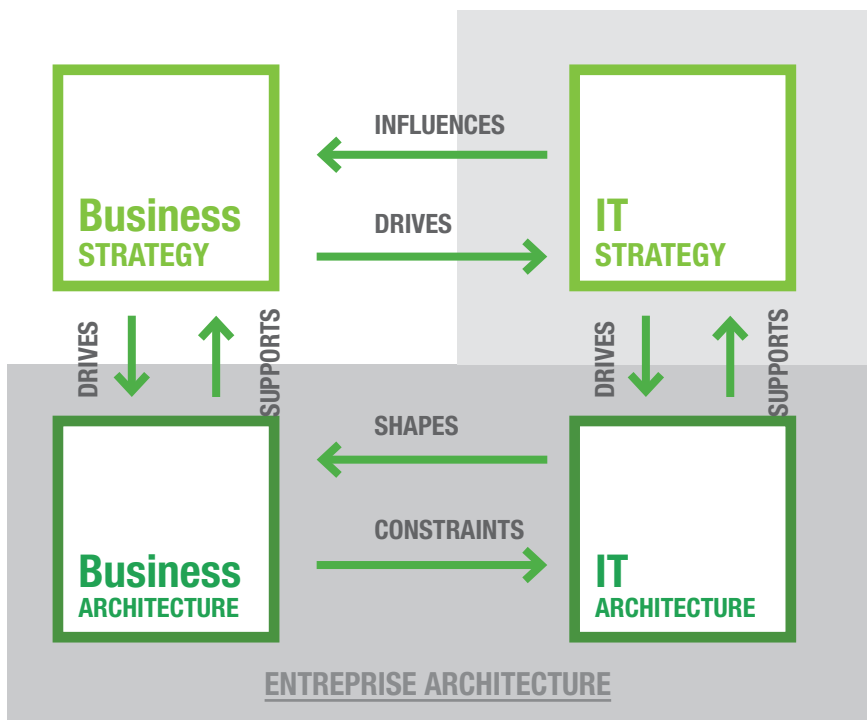 INFLUENCES
Business
STRATEGY
DRIVES
IT
STRATEGY
DRIVES
SUPPORTS
DRIVES
SUPPORTS
SHAPES
Business
ARCHITECTURE
CONSTRAINTS
IT
ARCHITECTURE
ENTREPRISE ARCHITECTURE